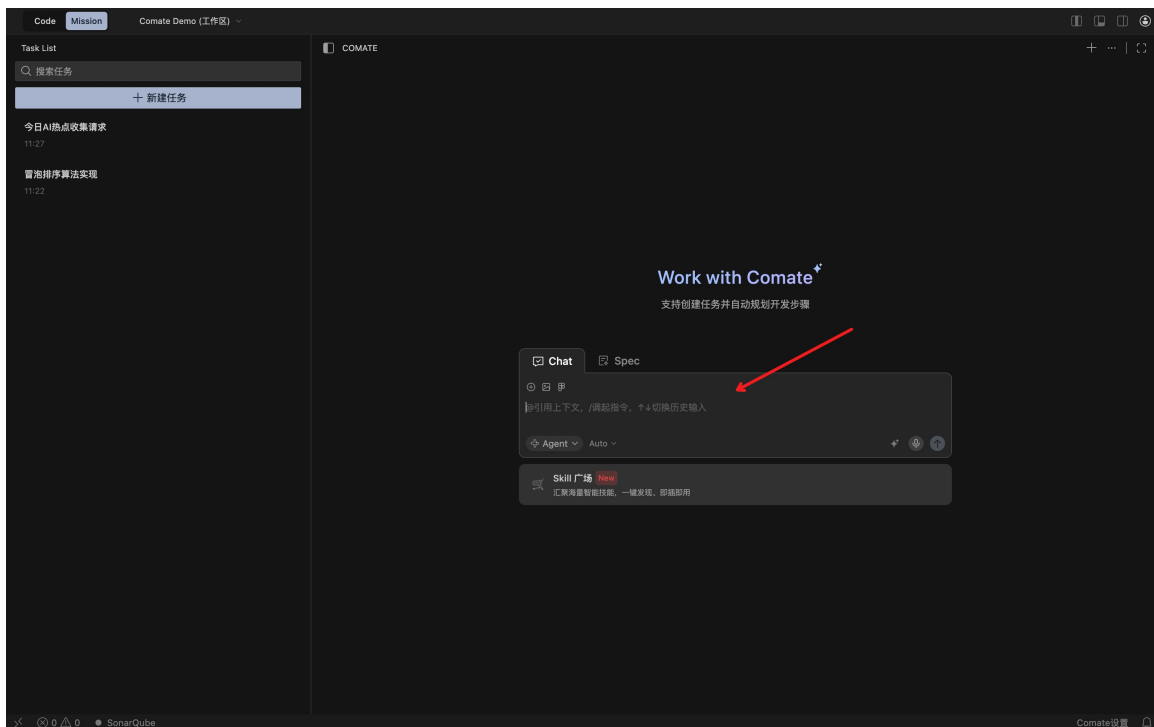 Code Mission Comate Demo (工作区)
Task List
搜索任务
新建任务
今日AI热点收集请求
11:27
冒泡排序算法实现
11:22
COMATE
Work with Comate
支持创建任务并自动规划开发步骤
Chat Spec
@引用上下文, /调起指令, ↑↓切换历史输入
Agent Auto
Skill 广场 New
汇聚海量智能技能, 一键发现、即插即用
0 0 SonarQube Comate设置